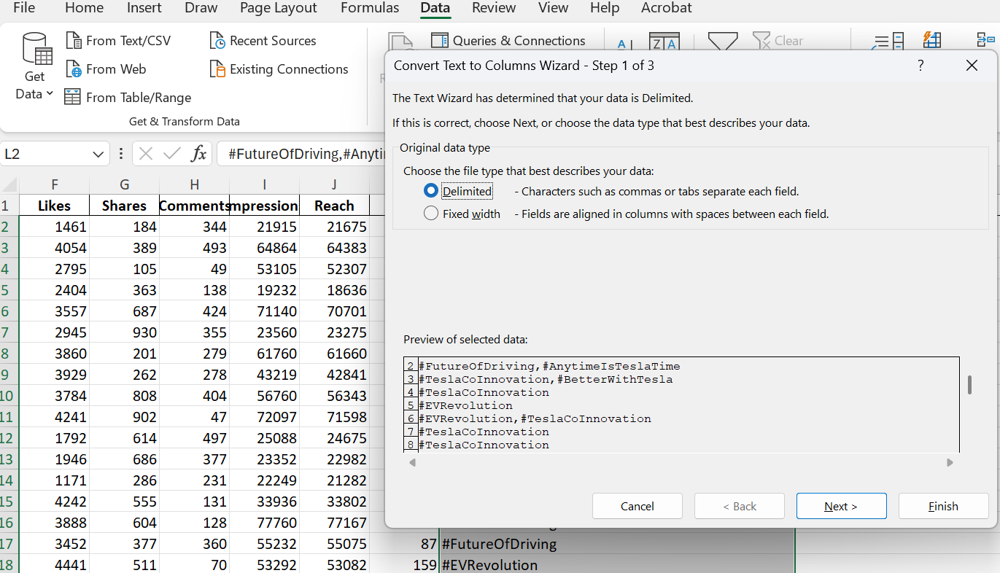 File Home Insert Draw Page Layout Formulas Data Review View Help Acrobat
Get Data
From Text/CSV
From Web
From Table/Range
Recent Sources
Existing Connections
Get & Transform Data
Queries & Connections
Clear
L2 fx #FutureOfDriving,#Anyti
F G H I J
1 Likes Shares Comments mpression Reach
2 1461 184 344 21915 21675
3 4054 389 493 64864 64383
4 2795 105 49 53105 52307
5 2404 363 138 19232 18636
6 3557 687 424 71140 70701
7 2945 930 355 23560 23275
8 3860 201 279 61760 61660
9 3929 262 278 43219 42841
10 3784 808 404 56760 56343
11 4241 902 47 72097 71598
12 1792 614 497 25088 24675
13 1946 686 377 23352 22982
14 1171 286 231 22249 21282
15 4242 555 131 33936 33802
16 3888 604 128 77760 77167
17 3452 377 360 55232 55075 87 #FutureOfDriving
18 4441 511 70 53292 53082 159 #EVRevolution
Convert Text to Columns Wizard - Step 1 of 3 ?
The Text Wizard has determined that your data is Delimited.
If this is correct, choose Next, or choose the data type that best describes your data.
Original data type
Choose the file type that best describes your data:
Delimited - Characters such as commas or tabs separate each field.
Fixed width - Fields are aligned in columns with spaces between each field.
Preview of selected data:
2 #FutureOfDriving,#AnytimeIsTeslaTime
3 #TeslaCoInnovation,#BetterWithTesla
4 #TeslaCoInnovation
5 #EVRevolution
6 #EVRevolution,#TeslaCoInnovation
7 #TeslaCoInnovation
8 #TeslaCoInnovation
Cancel < Back Next > Finish